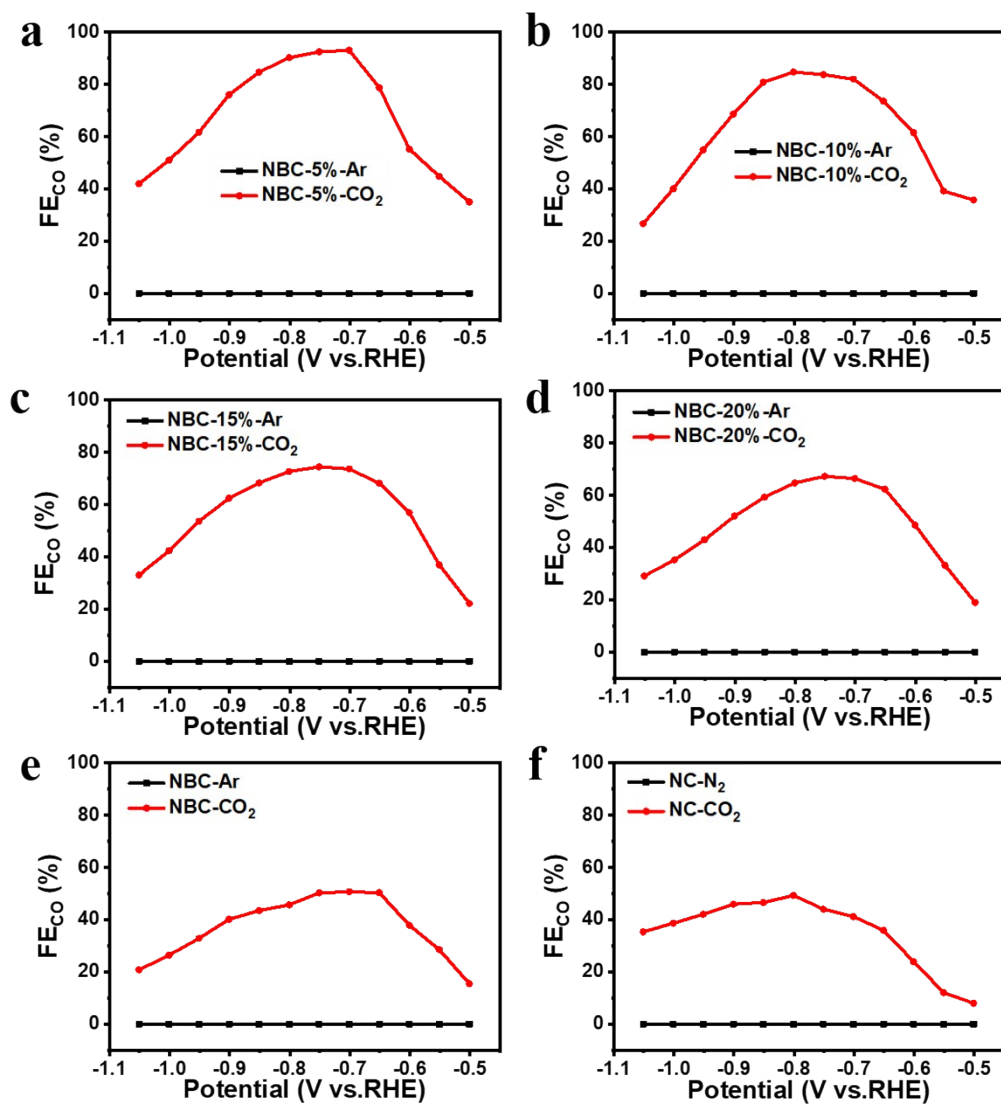 a
FE_CO (%)
100
80
60
40
20
0
NBC-5%-Ar
NBC-5%-CO₂
-1.1 -1.0 -0.9 -0.8 -0.7 -0.6 -0.5
Potential (V vs.RHE)
b
FE_CO (%)
100
80
60
40
20
0
NBC-10%-Ar
NBC-10%-CO₂
-1.1 -1.0 -0.9 -0.8 -0.7 -0.6 -0.5
Potential (V vs.RHE)
c
FE_CO (%)
100
80
60
40
20
0
NBC-15%-Ar
NBC-15%-CO₂
-1.1 -1.0 -0.9 -0.8 -0.7 -0.6 -0.5
Potential (V vs.RHE)
d
FE_CO (%)
100
80
60
40
20
0
NBC-20%-Ar
NBC-20%-CO₂
-1.1 -1.0 -0.9 -0.8 -0.7 -0.6 -0.5
Potential (V vs.RHE)
e
FE_CO (%)
100
80
60
40
20
0
NBC-Ar
NBC-CO₂
-1.1 -1.0 -0.9 -0.8 -0.7 -0.6 -0.5
Potential (V vs.RHE)
f
FE_CO (%)
100
80
60
40
20
0
NC-N₂
NC-CO₂
-1.1 -1.0 -0.9 -0.8 -0.7 -0.6 -0.5
Potential (V vs.RHE)